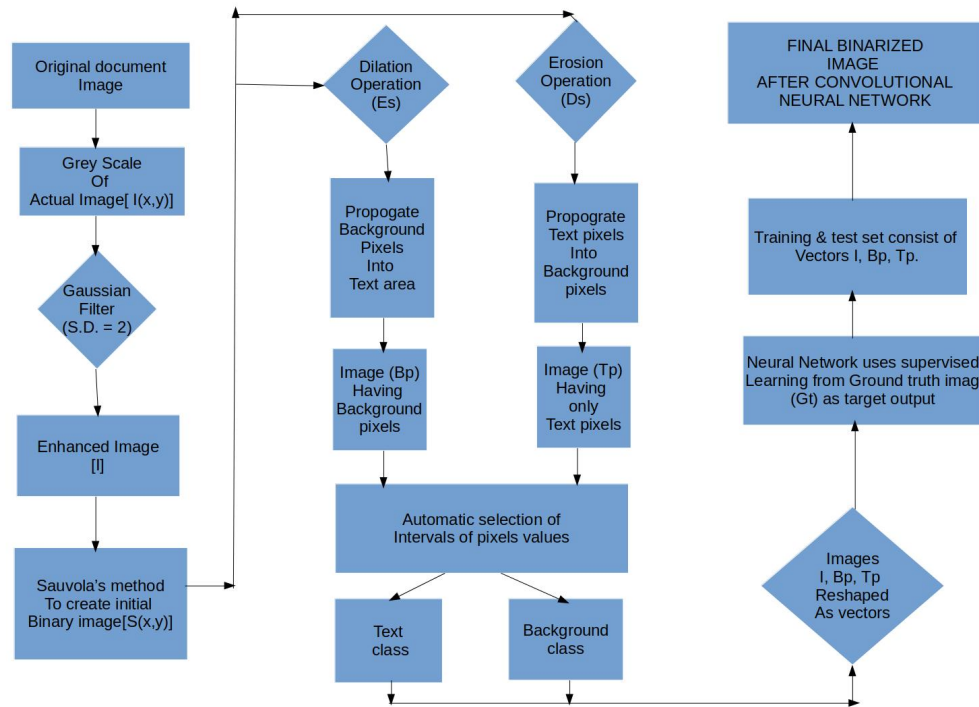 Original document
Image
Grey Scale
Of
Actual Image[ I(x,y)]
Gaussian
Filter
(S.D. = 2)
Enhanced Image
[I]
Sauvola's method
To create initial
Binary image[S(x,y)]
Dilation
Operation
(Es)
Propogate
Background
Pixels
Into
Text area
Image (Bp)
Having
Background
pixels
Erosion
Operation
(Ds)
Propograte
Text pixels
Into
Background
pixels
Image (Tp)
Having
only
Text pixels
Automatic selection of
Intervals of pixels values
Text
class
Background
class
Images
I, Bp, Tp
Reshaped
As vectors
Neural Network uses supervised
Learning from Ground truth imag
(Gt) as target output
Training & test set consist of
Vectors I, Bp, Tp.
FINAL BINARIZED
IMAGE
AFTER CONVOLUTIONAL
NEURAL NETWORK